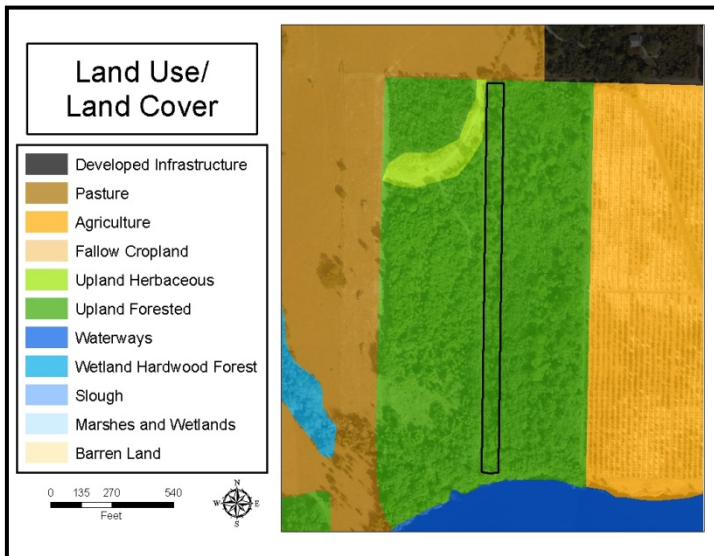 Land Use/
Land Cover
Developed Infrastructure
Pasture
Agriculture
Fallow Cropland
Upland Herbaceous
Upland Forested
Waterways
Wetland Hardwood Forest
Slough
Marshes and Wetlands
Barren Land
0 135 270 540
Feet
N
W E
S